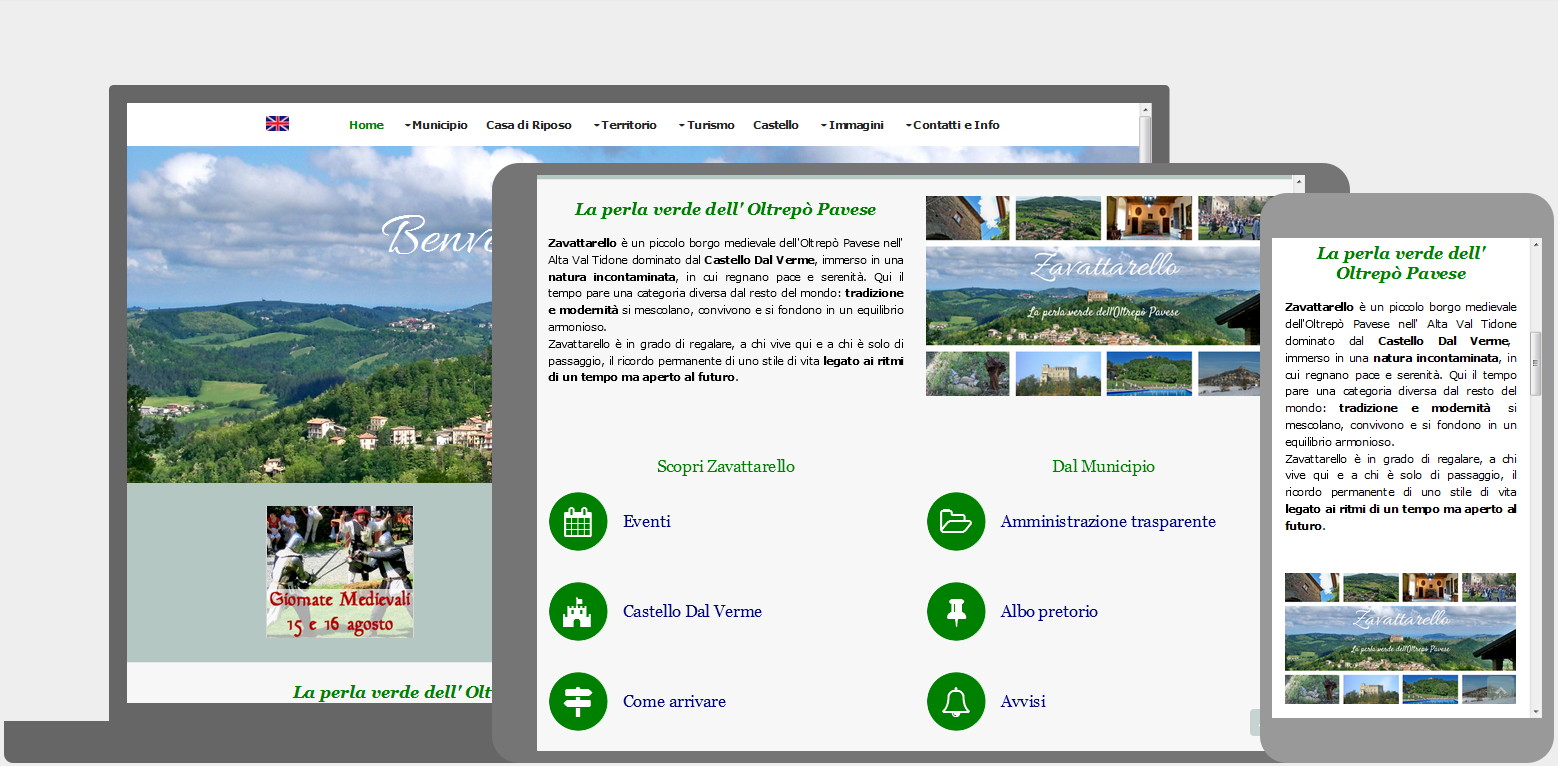 Home Municipio Casa di Riposo Territorio Turismo Castello Immagini Contatti e Info
Giornate Medievali
15 e 16 agosto
La perla verde dell' Olt
La perla verde dell' Oltrepò Pavese
Zavattarello è un piccolo borgo medievale dell'Oltrepò Pavese nell'
Alta Val Tidone dominato dal Castello Dal Verme, immerso in una
natura incontaminata, in cui regnano pace e serenità. Qui il
tempo pare una categoria diversa dal resto del mondo: tradizione
e modernità si mescolano, convivono e si fondono in un equilibrio
armonioso.
Zavattarello è in grado di regalare, a chi vive qui e a chi è solo di
passaggio, il ricordo permanente di uno stile di vita legato ai ritmi
di un tempo ma aperto al futuro.
Zavattarello
La perla verde dell'Oltrepò Pavese
Scopri Zavattarello
Eventi
Castello Dal Verme
Come arrivare
Dal Municipio
Amministrazione trasparente
Albo pretorio
Avvisi
La perla verde dell'
Oltrepò Pavese
Zavattarello è un piccolo borgo medievale
dell'Oltrepò Pavese nell' Alta Val Tidone
dominato dal Castello Dal Verme,
immerso in una natura incontaminata, in
cui regnano pace e serenità. Qui il tempo
pare una categoria diversa dal resto del
mondo: tradizione e modernità si
mescolano, convivono e si fondono in un
equilibrio armonioso.
Zavattarello è in grado di regalare, a chi
vive qui e a chi è solo di passaggio, il
ricordo permanente di uno stile di vita
legato ai ritmi di un tempo ma aperto al
futuro.
Zavattarello
La perla verde dell'Oltrepò Pavese